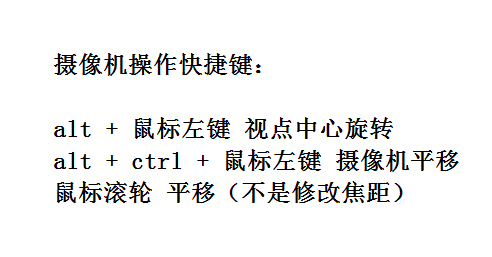 摄像机操作快捷键：
alt + 鼠标左键 视点中心旋转
alt + ctrl + 鼠标左键 摄像机平移
鼠标滚轮 平移（不是修改焦距）